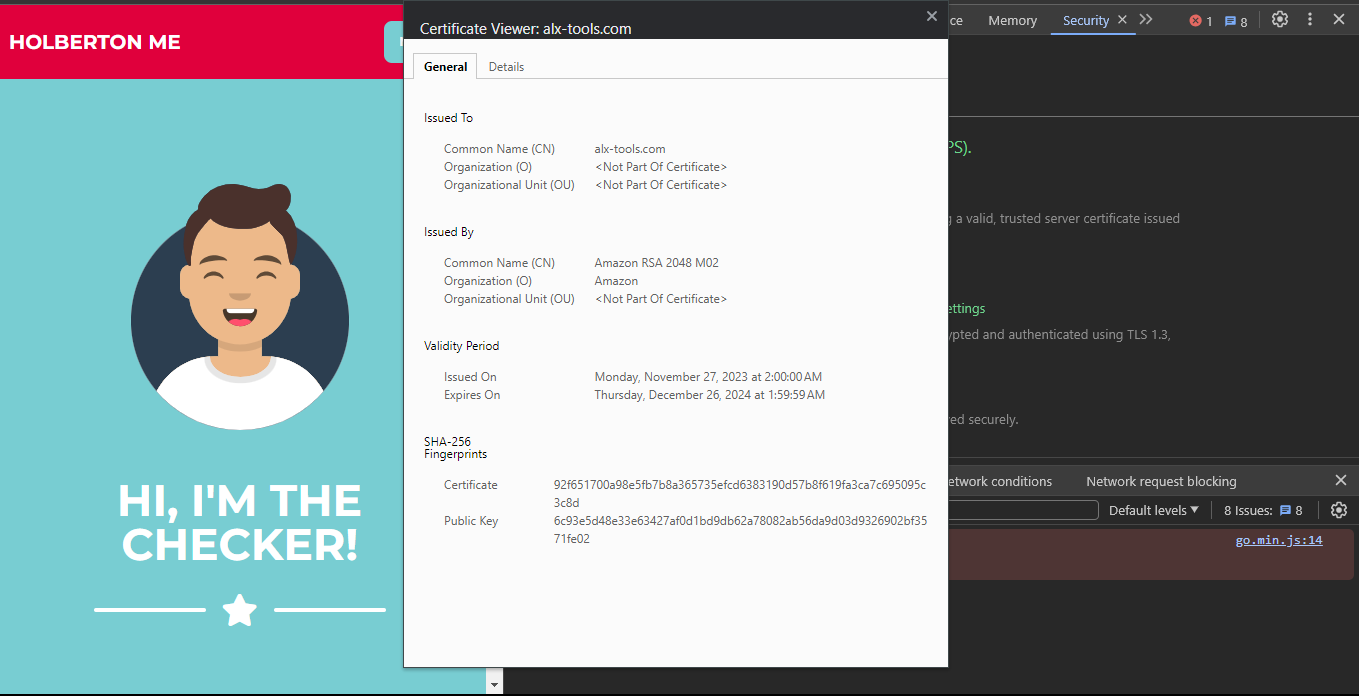 HOLBERTON ME
HI, I'M THE
CHECKER!
Certificate Viewer: alx-tools.com
General Details
Issued To
Common Name (CN) alx-tools.com
Organization (O) <Not Part Of Certificate>
Organizational Unit (OU) <Not Part Of Certificate>
Issued By
Common Name (CN) Amazon RSA 2048 M02
Organization (O) Amazon
Organizational Unit (OU) <Not Part Of Certificate>
Validity Period
Issued On Monday, November 27, 2023 at 2:00:00 AM
Expires On Thursday, December 26, 2024 at 1:59:59 AM
SHA-256
Fingerprints
Certificate 92f651700a98e5fb7b8a365735efcd6383190d57b8f619fa3ca7c695095c
3c8d
Public Key 6c93e5d48e33e63427af0d1bd9db62a78082ab56da9d03d9326902bf35
71fe02
ce Memory Security 1 8
PS).
g a valid, trusted server certificate issued
ettings
ypted and authenticated using TLS 1.3,
ved securely.
etwork conditions Network request blocking
Default levels 8 Issues: 8
go.min.js:14